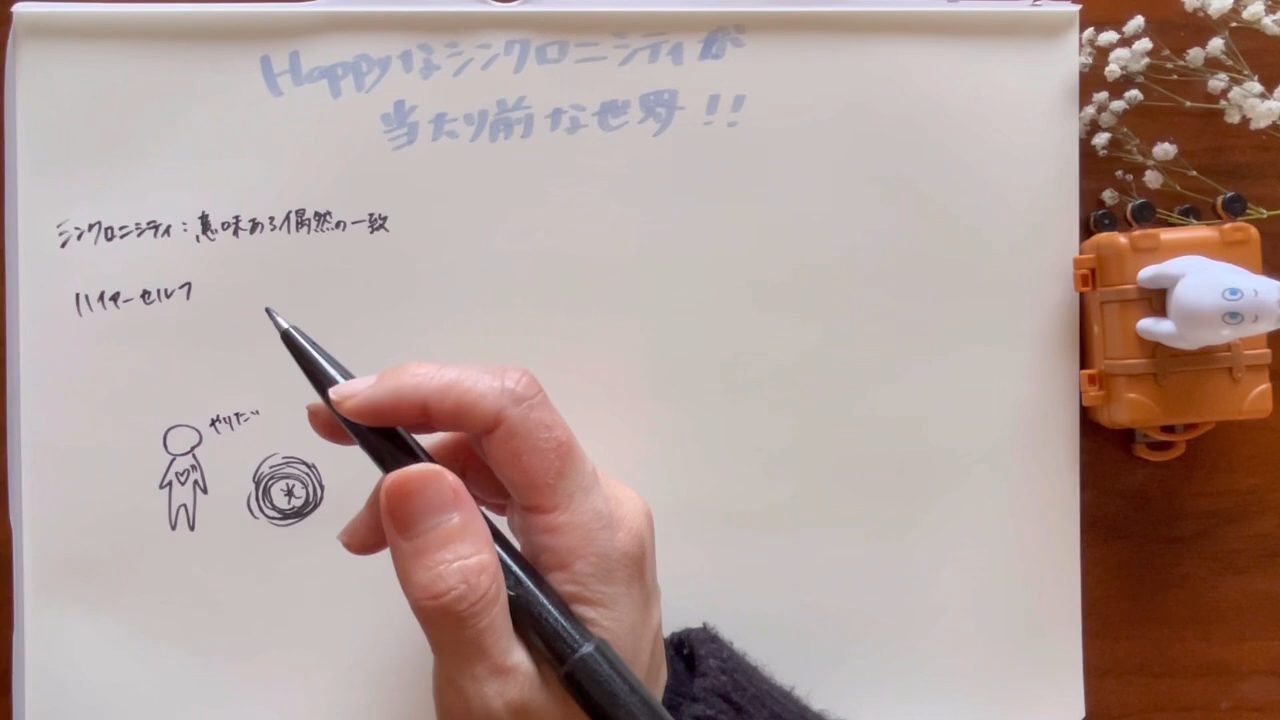 Happyなシンクロニシティが
当たり前な世界!!
シンクロニシティ:意味ある偶然の一致
ハイヤーセルフ
やりたい